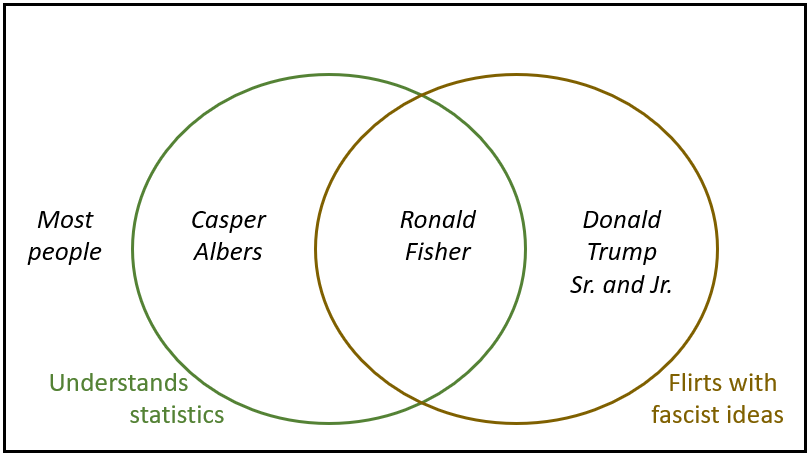 Most
people
Casper
Albers
Ronald
Fisher
Donald
Trump
Sr. and Jr.
Understands
statistics
Flirts with
fascist ideas